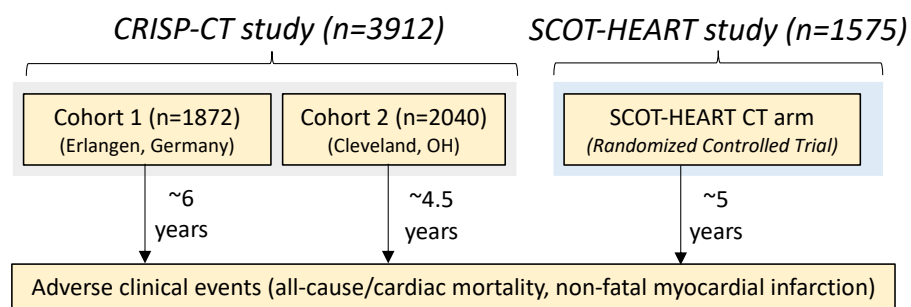 CRISP-CT study (n=3912)
SCOT-HEART study (n=1575)
Cohort 1 (n=1872)
(Erlangen, Germany)
Cohort 2 (n=2040)
(Cleveland, OH)
SCOT-HEART CT arm
(Randomized Controlled Trial)
~6
years
~4.5
years
~5
years
Adverse clinical events (all-cause/cardiac mortality, non-fatal myocardial infarction)